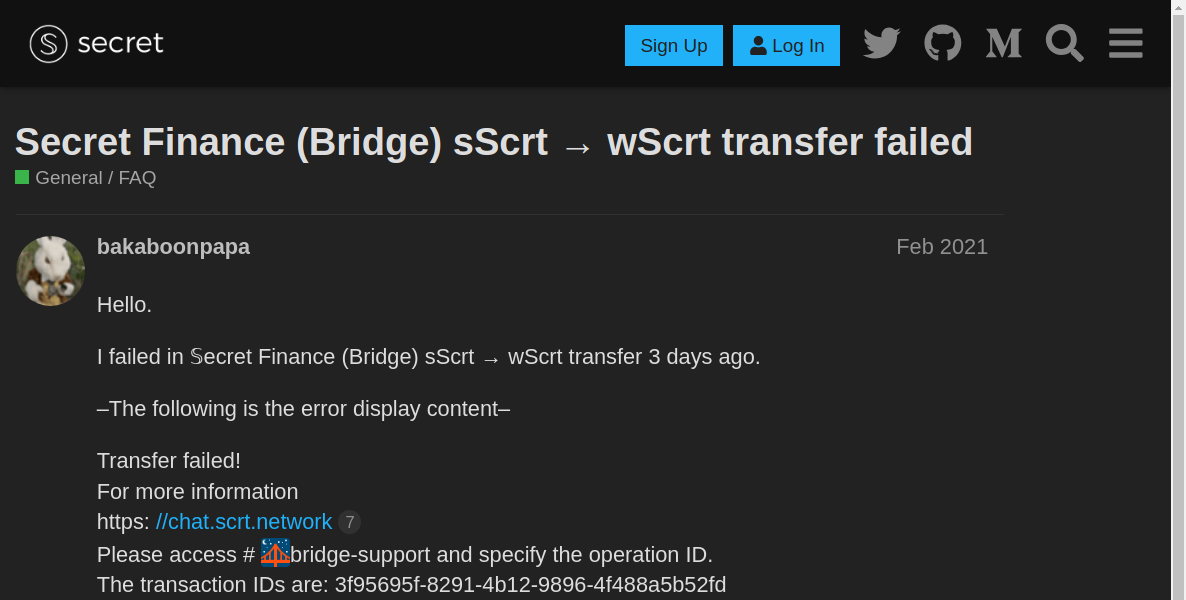 secret
Sign Up
Log In
Secret Finance (Bridge) sScrt → wScrt transfer failed
General / FAQ
bakaboonpapa
Feb 2021
Hello.
I failed in 𝕊ecret Finance (Bridge) sScrt → wScrt transfer 3 days ago.
–The following is the error display content–
Transfer failed!
For more information
https: //chat.scrt.network 7
Please access # bridge-support and specify the operation ID.
The transaction IDs are: 3f95695f-8291-4b12-9896-4f488a5b52fd